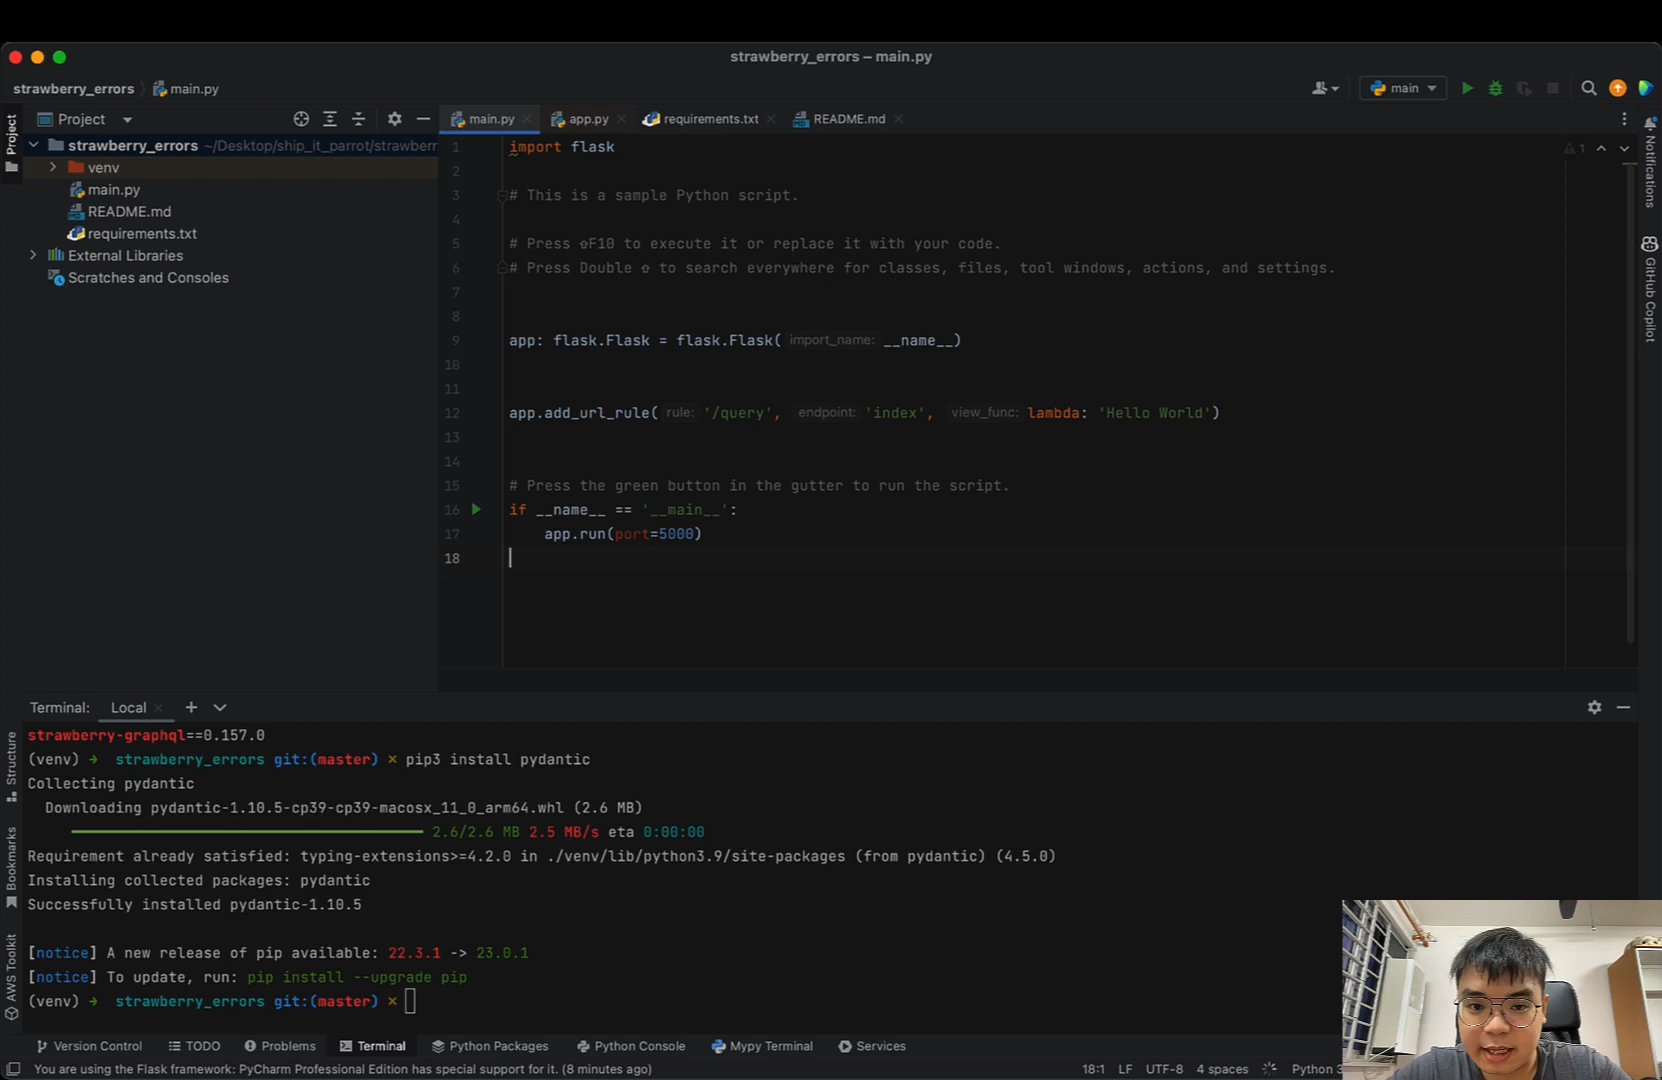 strawberry_errors – main.py
strawberry_errors
main.py
main
Project
Project
main.py
app.py
requirements.txt
README.md
strawberry_errors ~/Desktop/ship_it_parrot/strawberr
venv
main.py
README.md
requirements.txt
External Libraries
Scratches and Consoles
1 import flask
2
3 # This is a sample Python script.
4
5 # Press ⇧F10 to execute it or replace it with your code.
6 # Press Double ⇧ to search everywhere for classes, files, tool windows, actions, and settings.
7
8
9 app: flask.Flask = flask.Flask( import_name: __name__)
10
11
12 app.add_url_rule( rule: '/query', endpoint: 'index', view_func: lambda: 'Hello World')
13
14
15 # Press the green button in the gutter to run the script.
16 if __name__ == '__main__':
17 app.run(port=5000)
18
1
Notifications
GitHub Copilot
Terminal:
Local
strawberry-graphql==0.157.0
(venv) → strawberry_errors git:(master) × pip3 install pydantic
Collecting pydantic
Downloading pydantic-1.10.5-cp39-cp39-macosx_11_0_arm64.whl (2.6 MB)
2.6/2.6 MB 2.5 MB/s eta 0:00:00
Requirement already satisfied: typing-extensions>=4.2.0 in ./venv/lib/python3.9/site-packages (from pydantic) (4.5.0)
Installing collected packages: pydantic
Successfully installed pydantic-1.10.5
[notice] A new release of pip available: 22.3.1 -> 23.0.1
[notice] To update, run: pip install --upgrade pip
(venv) → strawberry_errors git:(master) ×
Structure
Bookmarks
AWS Toolkit
Version Control
TODO
Problems
Terminal
Python Packages
Python Console
Mypy Terminal
Services
You are using the Flask framework: PyCharm Professional Edition has special support for it. (8 minutes ago)
18:1 LF UTF-8 4 spaces Python 3